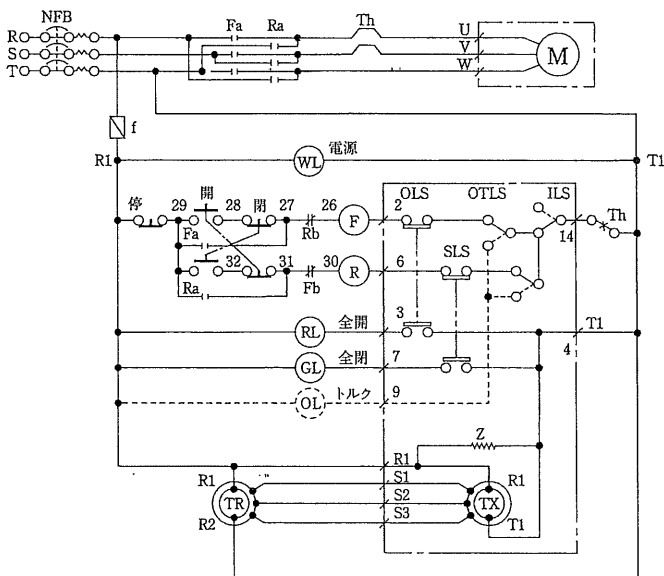 NFB
Fa Ra Th
R
S
T
U
V
W
M
f
R1 WL 電源 T1
停 29 開 28 閉 27 26 F 2 OLS OTLS ILS
Fa Rb I4 Th
32 31 30 R 6 SLS
Ra Fb
RL 全開 3 T1
4
GL 全閉 7
OL トルク 9
Z
R1
R1 S1 R1
TR S2 TX
R2 S3 T1